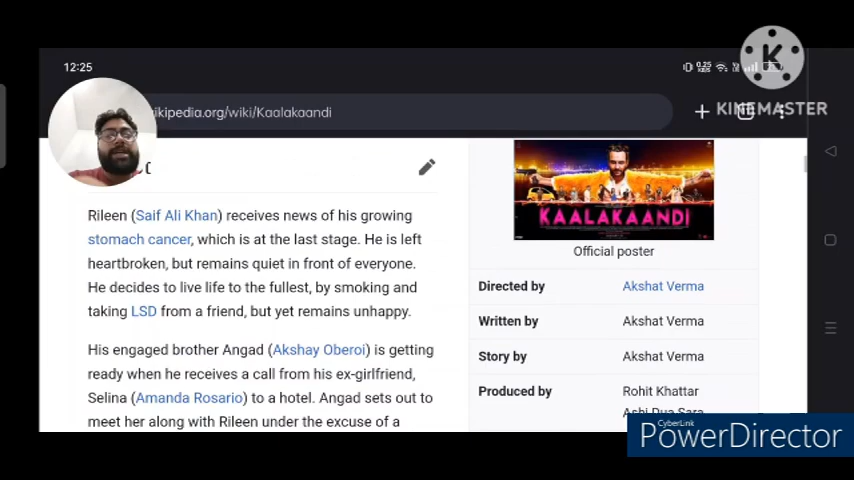 12:25
0.25
KINEMASTER
ikipedia.org/wiki/Kaalakaandi
Rileen (Saif Ali Khan) receives news of his growing
stomach cancer, which is at the last stage. He is left
heartbroken, but remains quiet in front of everyone.
He decides to live life to the fullest, by smoking and
taking LSD from a friend, but yet remains unhappy.
His engaged brother Angad (Akshay Oberoi) is getting
ready when he receives a call from his ex-girlfriend,
Selina (Amanda Rosario) to a hotel. Angad sets out to
meet her along with Rileen under the excuse of a
KAALAKAANDI
Official poster
Directed by Akshat Verma
Written by Akshat Verma
Story by Akshat Verma
Produced by Rohit Khattar
Ashi Dua Sara
CyberLink
PowerDirector